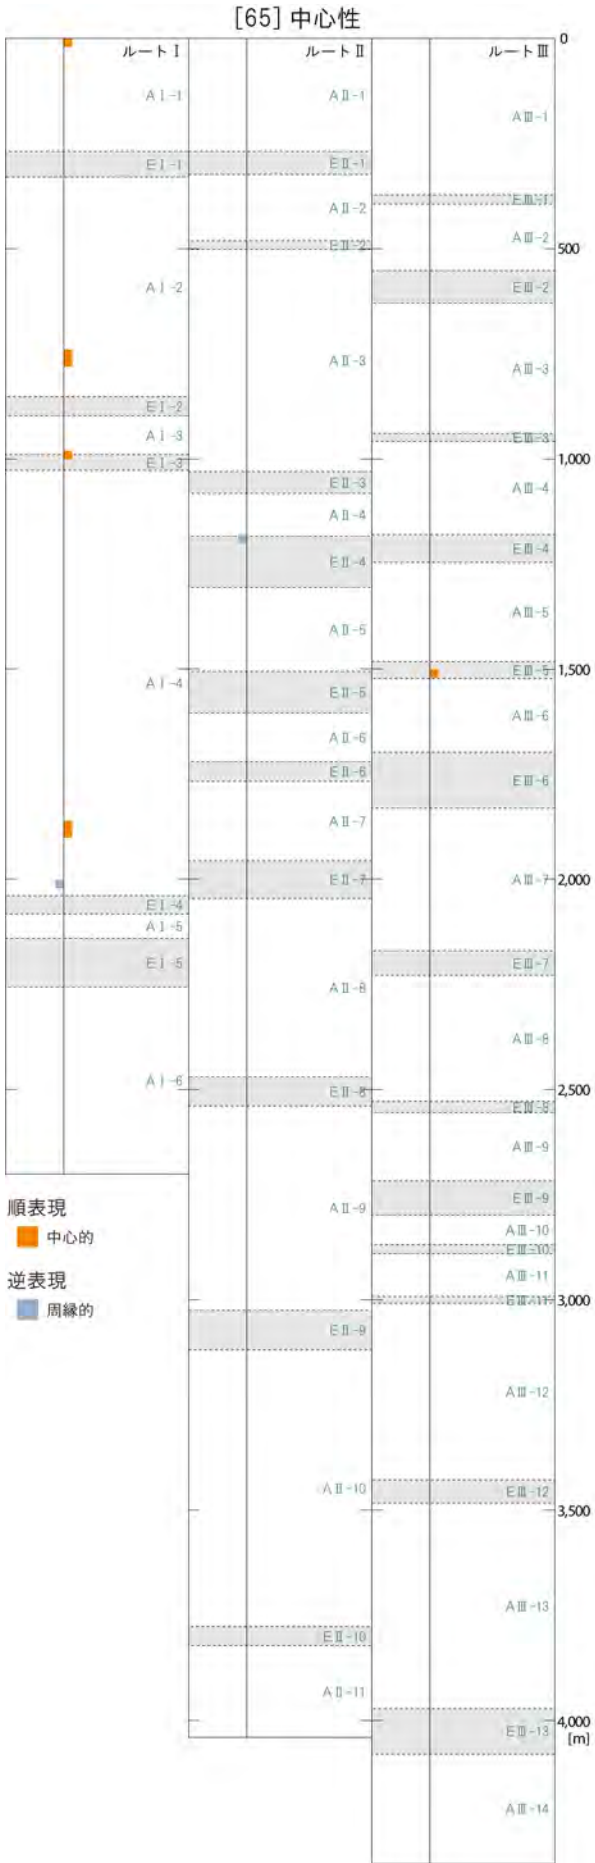 [65] 中心性
ルート Ⅰ
AⅠ-1
EⅠ-1
AⅠ-2
EⅠ-2
AⅠ-3
EⅠ-3
AⅠ-4
EⅠ-4
AⅠ-5
EⅠ-5
AⅠ-6
ルート Ⅱ
AⅡ-1
EⅡ-1
AⅡ-2
EⅡ-2
AⅡ-3
EⅡ-3
AⅡ-4
EⅡ-4
AⅡ-5
EⅡ-5
AⅡ-6
EⅡ-6
AⅡ-7
EⅡ-7
AⅡ-8
EⅡ-8
AⅡ-9
EⅡ-9
AⅡ-10
EⅡ-10
AⅡ-11
ルート Ⅲ
AⅢ-1
EⅢ-1
AⅢ-2
EⅢ-2
AⅢ-3
EⅢ-3
AⅢ-4
EⅢ-4
AⅢ-5
EⅢ-5
AⅢ-6
EⅢ-6
AⅢ-7
EⅢ-7
AⅢ-8
EⅢ-8
AⅢ-9
EⅢ-9
AⅢ-10
EⅢ-10
AⅢ-11
EⅢ-11
AⅢ-12
EⅢ-12
AⅢ-13
EⅢ-13
AⅢ-14
0
500
1,000
1,500
2,000
2,500
3,000
3,500
4,000
[m]
順表現
中心的
逆表現
周縁的